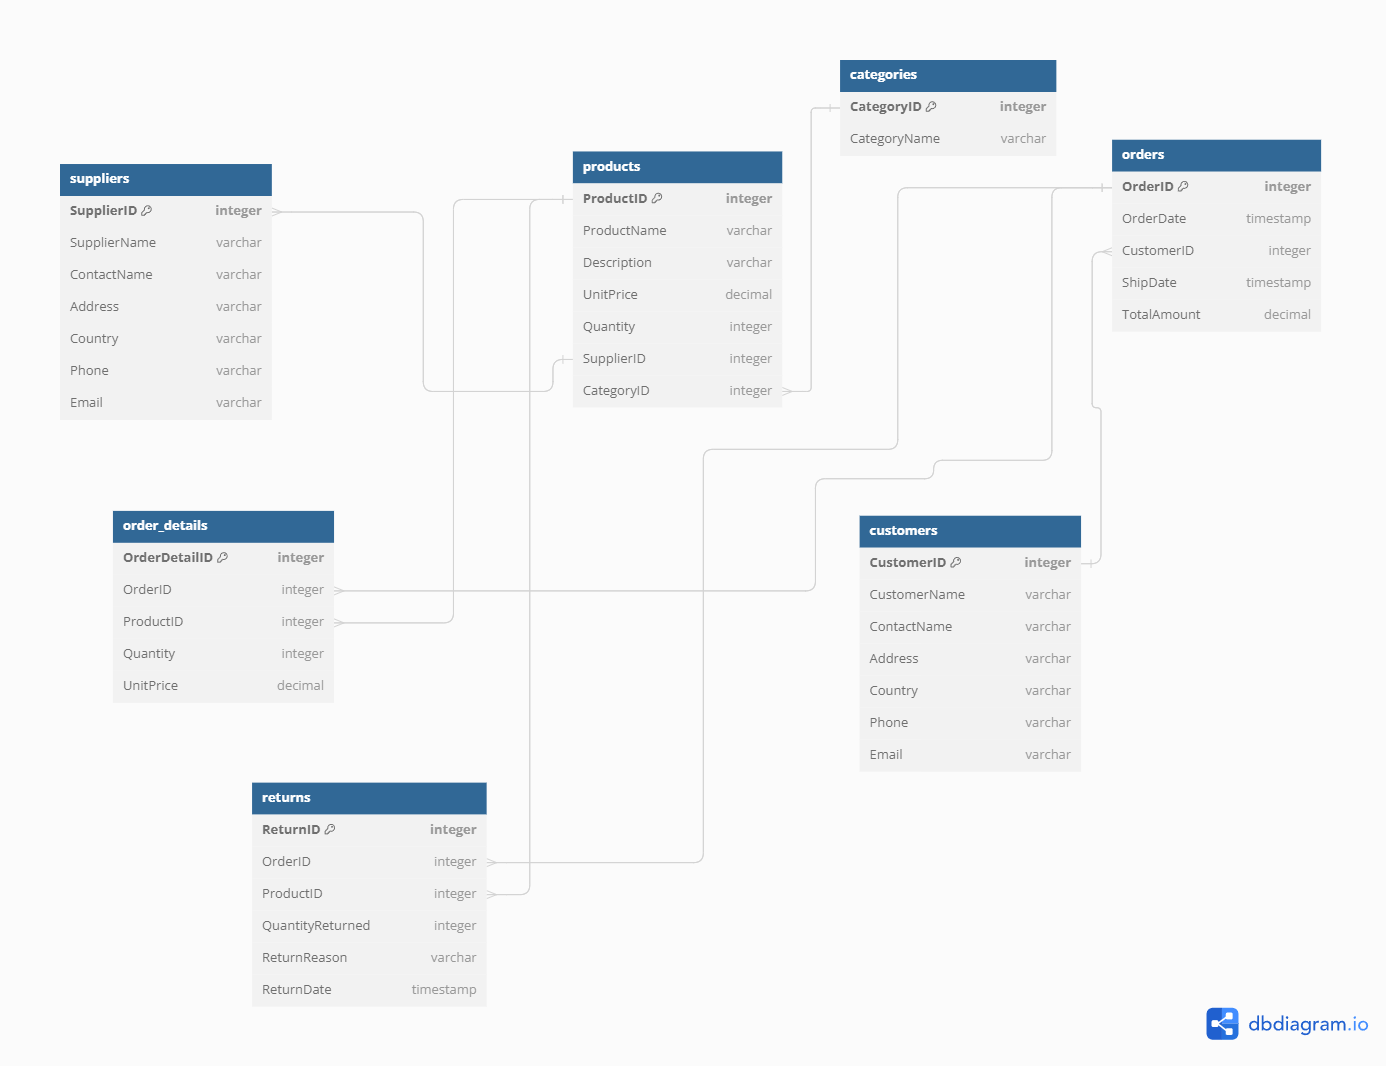 categories
CategoryID integer
CategoryName varchar
orders
OrderID integer
OrderDate timestamp
CustomerID integer
ShipDate timestamp
TotalAmount decimal
products
ProductID integer
ProductName varchar
Description varchar
UnitPrice decimal
Quantity integer
SupplierID integer
CategoryID integer
suppliers
SupplierID integer
SupplierName varchar
ContactName varchar
Address varchar
Country varchar
Phone varchar
Email varchar
order_details
OrderDetailID integer
OrderID integer
ProductID integer
Quantity integer
UnitPrice decimal
customers
CustomerID integer
CustomerName varchar
ContactName varchar
Address varchar
Country varchar
Phone varchar
Email varchar
returns
ReturnID integer
OrderID integer
ProductID integer
QuantityReturned integer
ReturnReason varchar
ReturnDate timestamp
dbdiagram.io